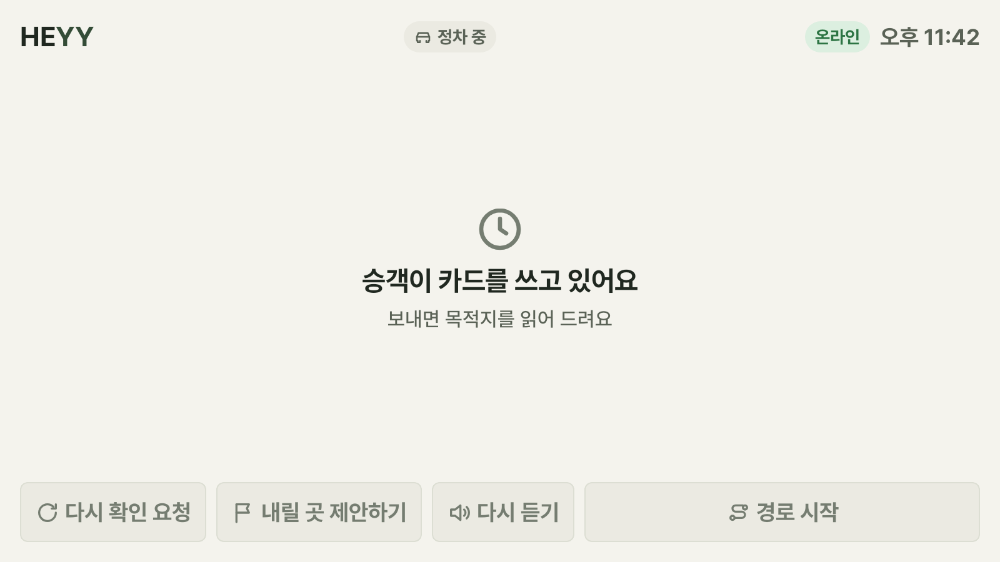 HEYY
정차 중
온라인
오후 11:42
승객이 카드를 쓰고 있어요
보내면 목적지를 읽어 드려요
다시 확인 요청
내릴 곳 제안하기
다시 듣기
경로 시작